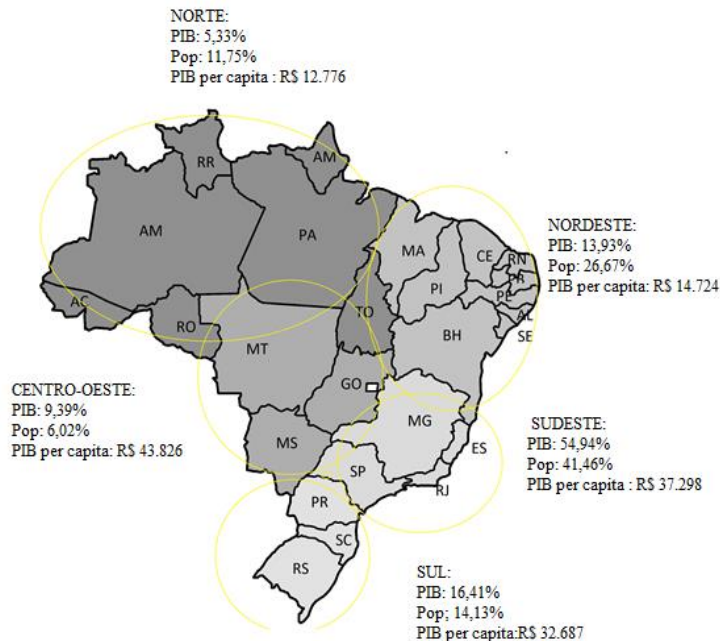 NORTE:
PIB: 5,33%
Pop: 11,75%
PIB per capita : R$ 12.776
RR
AM
AM
PA
MA
CE
RN
PB
PI
PE
AL
SE
AC
RO
TO
BH
MT
GO
MS
MG
ES
SP
RJ
PR
SC
RS
NORDESTE:
PIB: 13,93%
Pop: 26,67%
PIB per capita: R$ 14.724
CENTRO-OESTE:
PIB: 9,39%
Pop: 6,02%
PIB per capita: R$ 43.826
SUDESTE:
PIB: 54,94%
Pop: 41,46%
PIB per capita : R$ 37.298
SUL:
PIB: 16,41%
Pop; 14,13%
PIB per capita:R$ 32.687